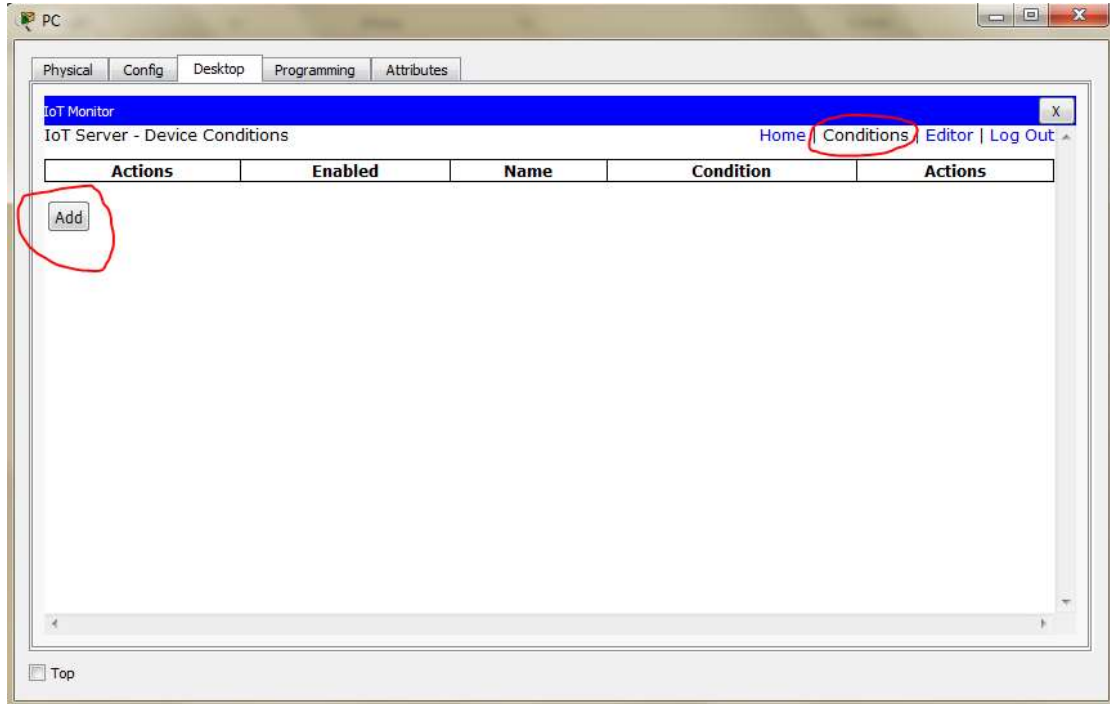 PC
Physical Config Desktop Programming Attributes
IoT Monitor X
IoT Server - Device Conditions Home | Conditions | Editor | Log Out
Actions Enabled Name Condition Actions
Add
Top